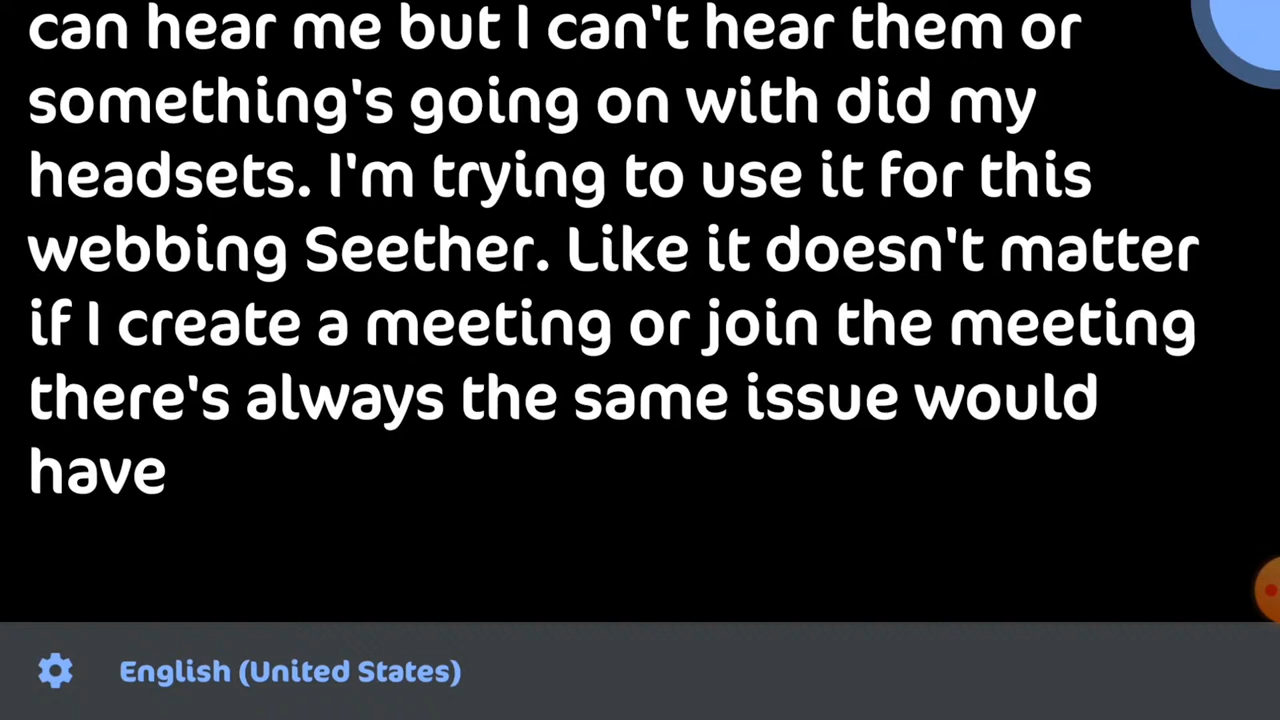 can hear me but I can't hear them or
something's going on with did my
headsets. I'm trying to use it for this
webbing Seether. Like it doesn't matter
if I create a meeting or join the meeting
there's always the same issue would
have
English (United States)